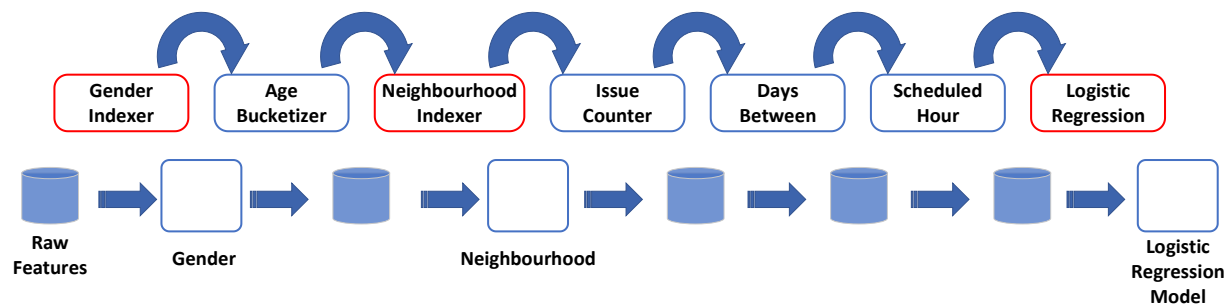 Gender
Indexer
Age
Bucketizer
Neighbourhood
Indexer
Issue
Counter
Days
Between
Scheduled
Hour
Logistic
Regression
Raw
Features
Gender
Neighbourhood
Logistic
Regression
Model